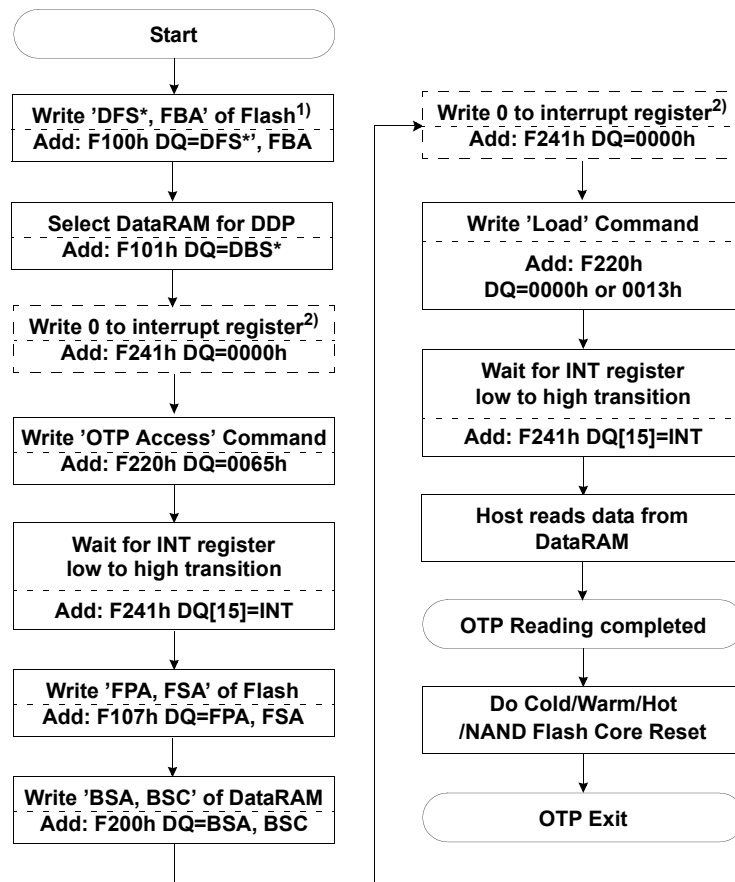 Start
Write 'DFS*, FBA' of Flash1)
Add: F100h DQ=DFS*', FBA
Select DataRAM for DDP
Add: F101h DQ=DBS*
Write 0 to interrupt register2)
Add: F241h DQ=0000h
Write 'OTP Access' Command
Add: F220h DQ=0065h
Wait for INT register
low to high transition
Add: F241h DQ[15]=INT
Write 'FPA, FSA' of Flash
Add: F107h DQ=FPA, FSA
Write 'BSA, BSC' of DataRAM
Add: F200h DQ=BSA, BSC
Write 0 to interrupt register2)
Add: F241h DQ=0000h
Write 'Load' Command
Add: F220h
DQ=0000h or 0013h
Wait for INT register
low to high transition
Add: F241h DQ[15]=INT
Host reads data from
DataRAM
OTP Reading completed
Do Cold/Warm/Hot
/NAND Flash Core Reset
OTP Exit